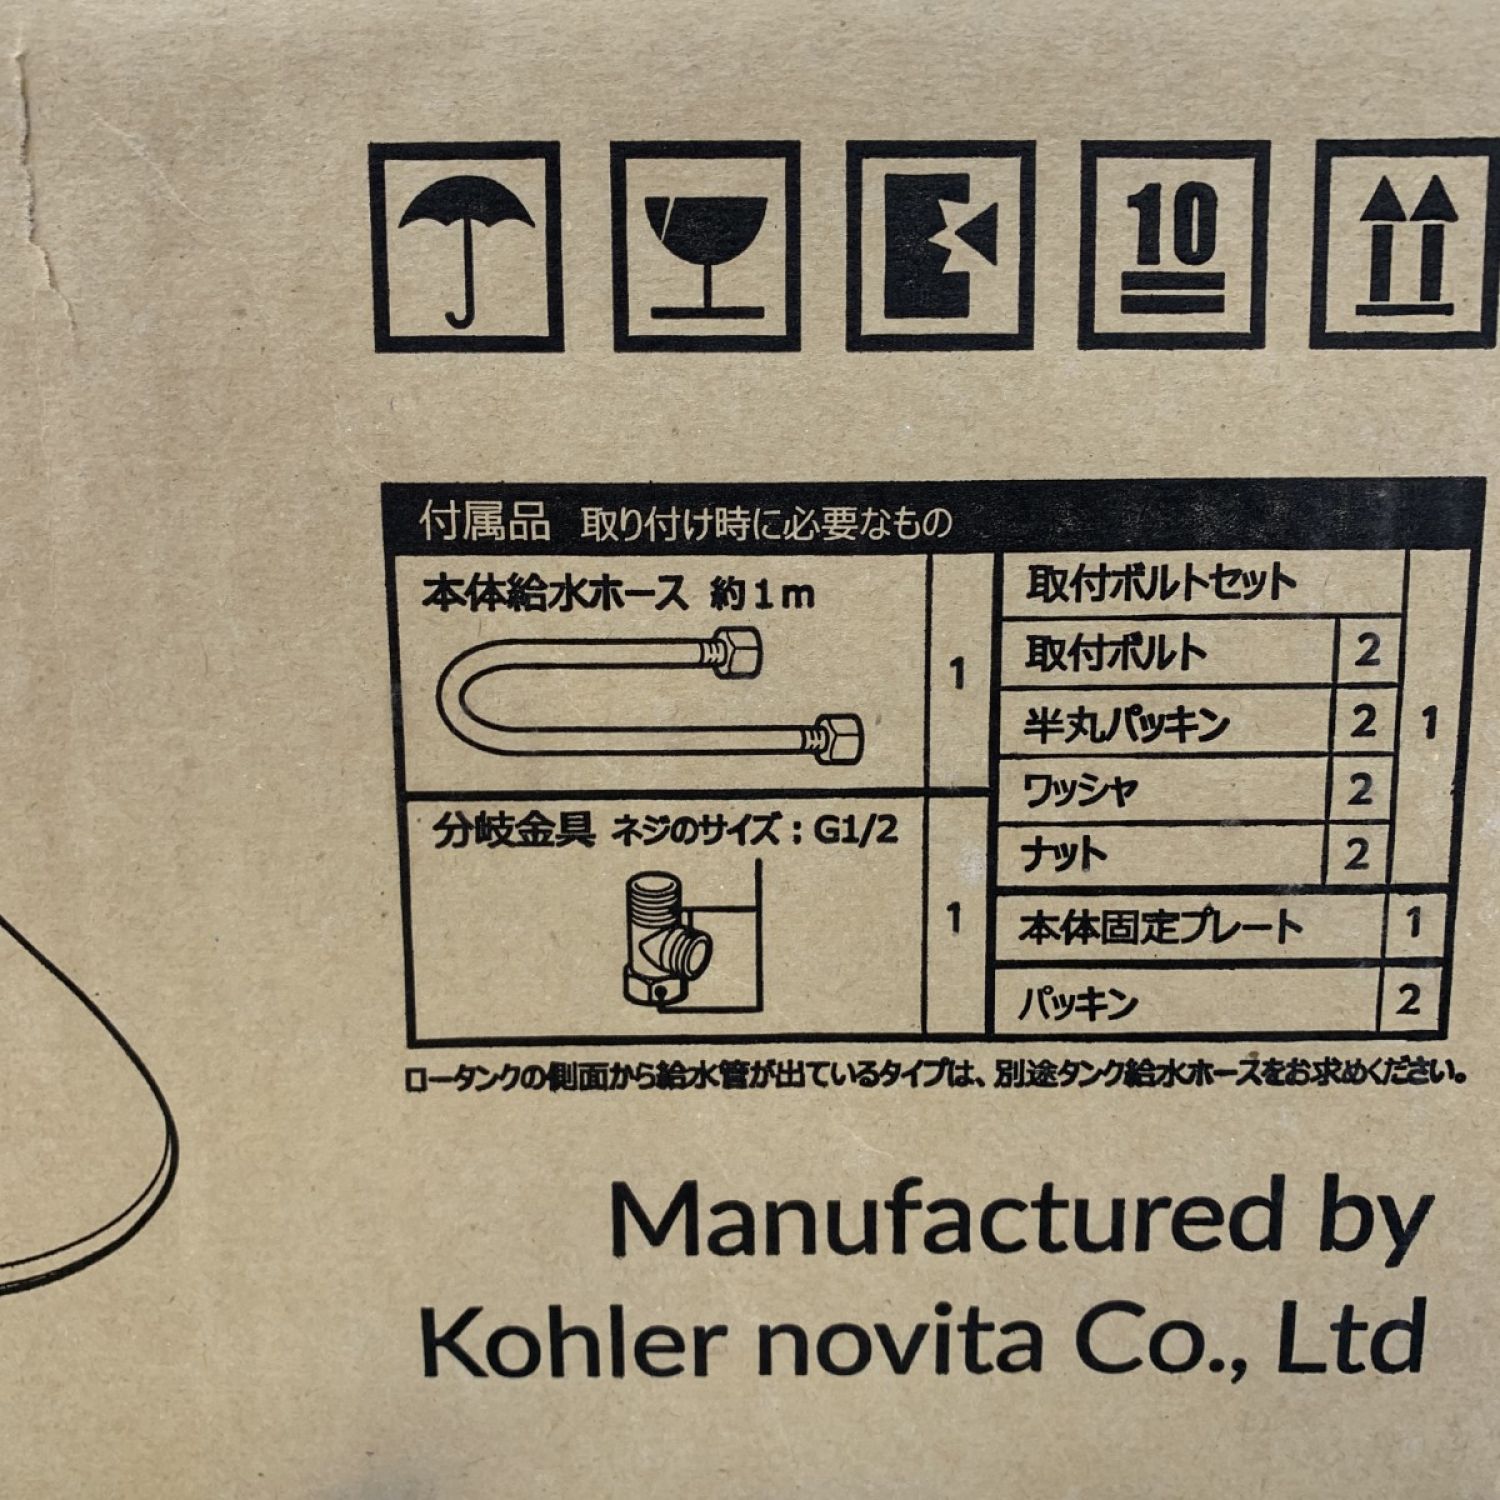 10
付属品 取り付け時に必要なもの
本体給水ホース 約1m
1
分岐金具 ネジのサイズ：G1/2
1
取付ボルトセット
取付ボルト 2
半丸パッキン 2
ワッシャ 2
ナット 2
1
本体固定プレート 1
パッキン 2
ロータンクの側面から給水管が出ているタイプは、別途タンク給水ホースをお求めください。
Manufactured by
Kohler novita Co., Ltd